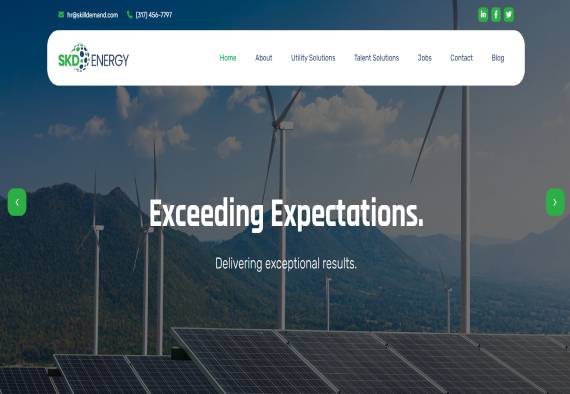 hr@skilldemand.com (317) 456-7797
SKD ENERGY Home About Utility Solutions Talent Solutions Jobs Contact Blog
Exceeding Expectations.
Delivering exceptional results.